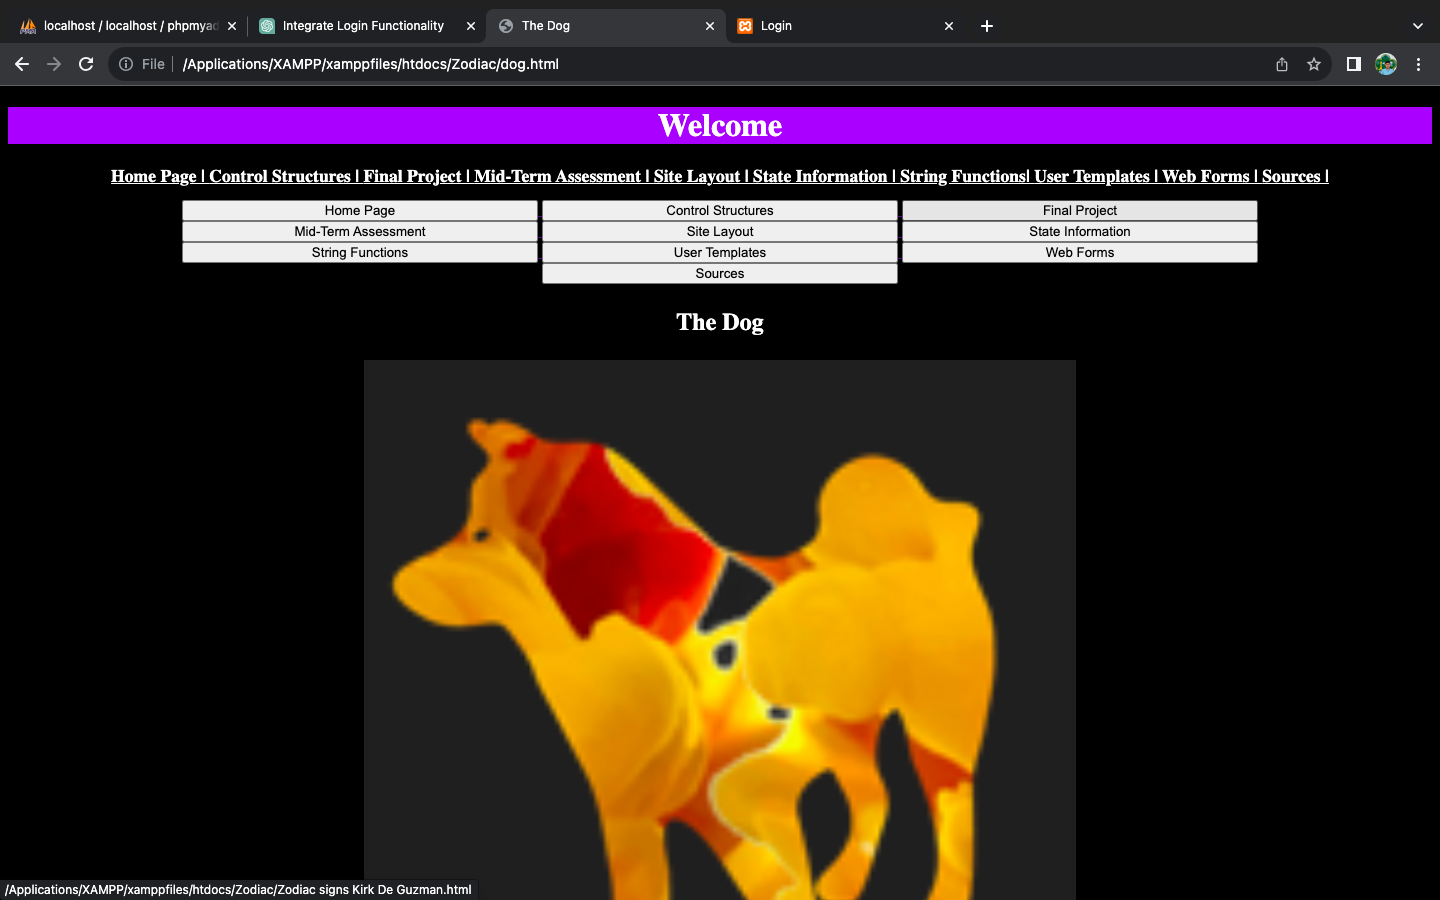 localhost / localhost / phpmyad
Integrate Login Functionality
The Dog
Login
File
/Applications/XAMPP/xamppfiles/htdocs/Zodiac/dog.html
Welcome
Home Page | Control Structures | Final Project | Mid-Term Assessment | Site Layout | State Information | String Functions| User Templates | Web Forms | Sources |
Home Page Control Structures Final Project
Mid-Term Assessment Site Layout State Information
String Functions User Templates Web Forms
Sources
The Dog
/Applications/XAMPP/xamppfiles/htdocs/Zodiac/Zodiac signs Kirk De Guzman.html